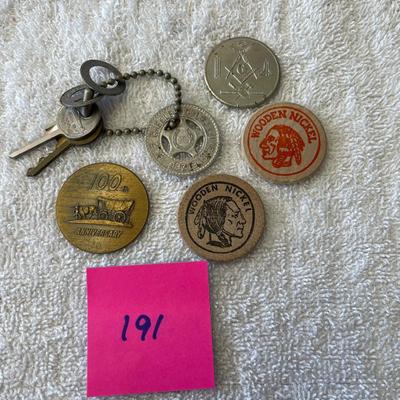 G
WOODEN NICKEL
100th
ANNIVERSARY
WOODEN NICKEL
191